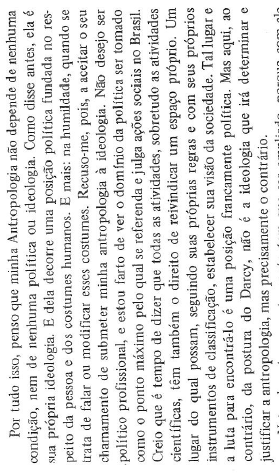 Por tudo isso, penso que minha Antropologia não depende de nenhuma
condição, nem de nenhuma política ou ideologia. Como disse antes, ela é
sua própria ideologia. E dela decorre uma posição política fundada no res-
peito da pessoa e dos costumes humanos. E mais: na humildade, quando se
trata de falar ou modificar esses costumes. Recuso-me, pois, a aceitar o seu
chamamento de submeter minha antropologia à ideologia. Não desejo ser
político profissional, e estou farto de ver o domínio da política ser tomado
como o ponto máximo pelo qual se referenda e julga ações sociais no Brasil.
Creio que é tempo de dizer que todas as atividades, sobretudo as atividades
científicas, têm também o direito de reivindicar um espaço próprio. Um
lugar do qual possam, seguindo suas próprias regras e com seus próprios
instrumentos de classificação, estabelecer sua visão da sociedade. Tal lugar e
a luta para encontrá-lo é uma posição francamente política. Mas aqui, ao
contrário, da postura do Darcy, não é a ideologia que irá determinar e
justificar a antropologia, mas precisamente o contrário.